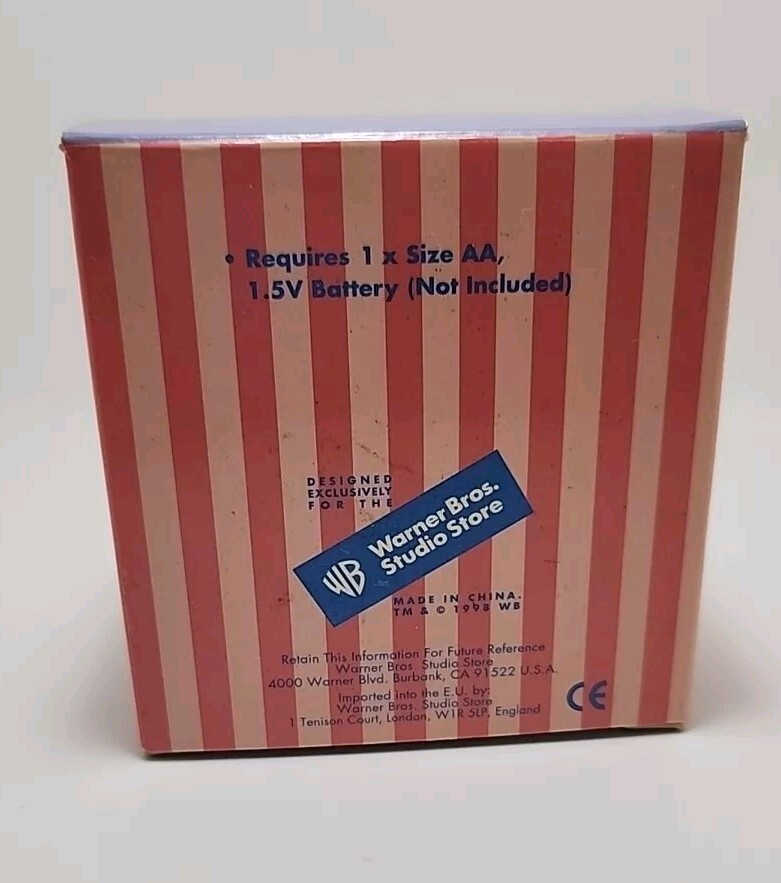 • Requires 1 x Size AA,
1.5V Battery (Not Included)
DESIGNED
EXCLUSIVELY
FOR THE
WB Warner Bros.
Studio Store
MADE IN CHINA.
TM & © 1998 WB
Retain This Information For Future Reference
Warner Bros. Studio Store
4000 Warner Blvd. Burbank, CA 91522 U.S.A.
Imported into the E.U. by:
Warner Bros. Studio Store
1 Tenison Court, London, W1R 5LP, England
CE